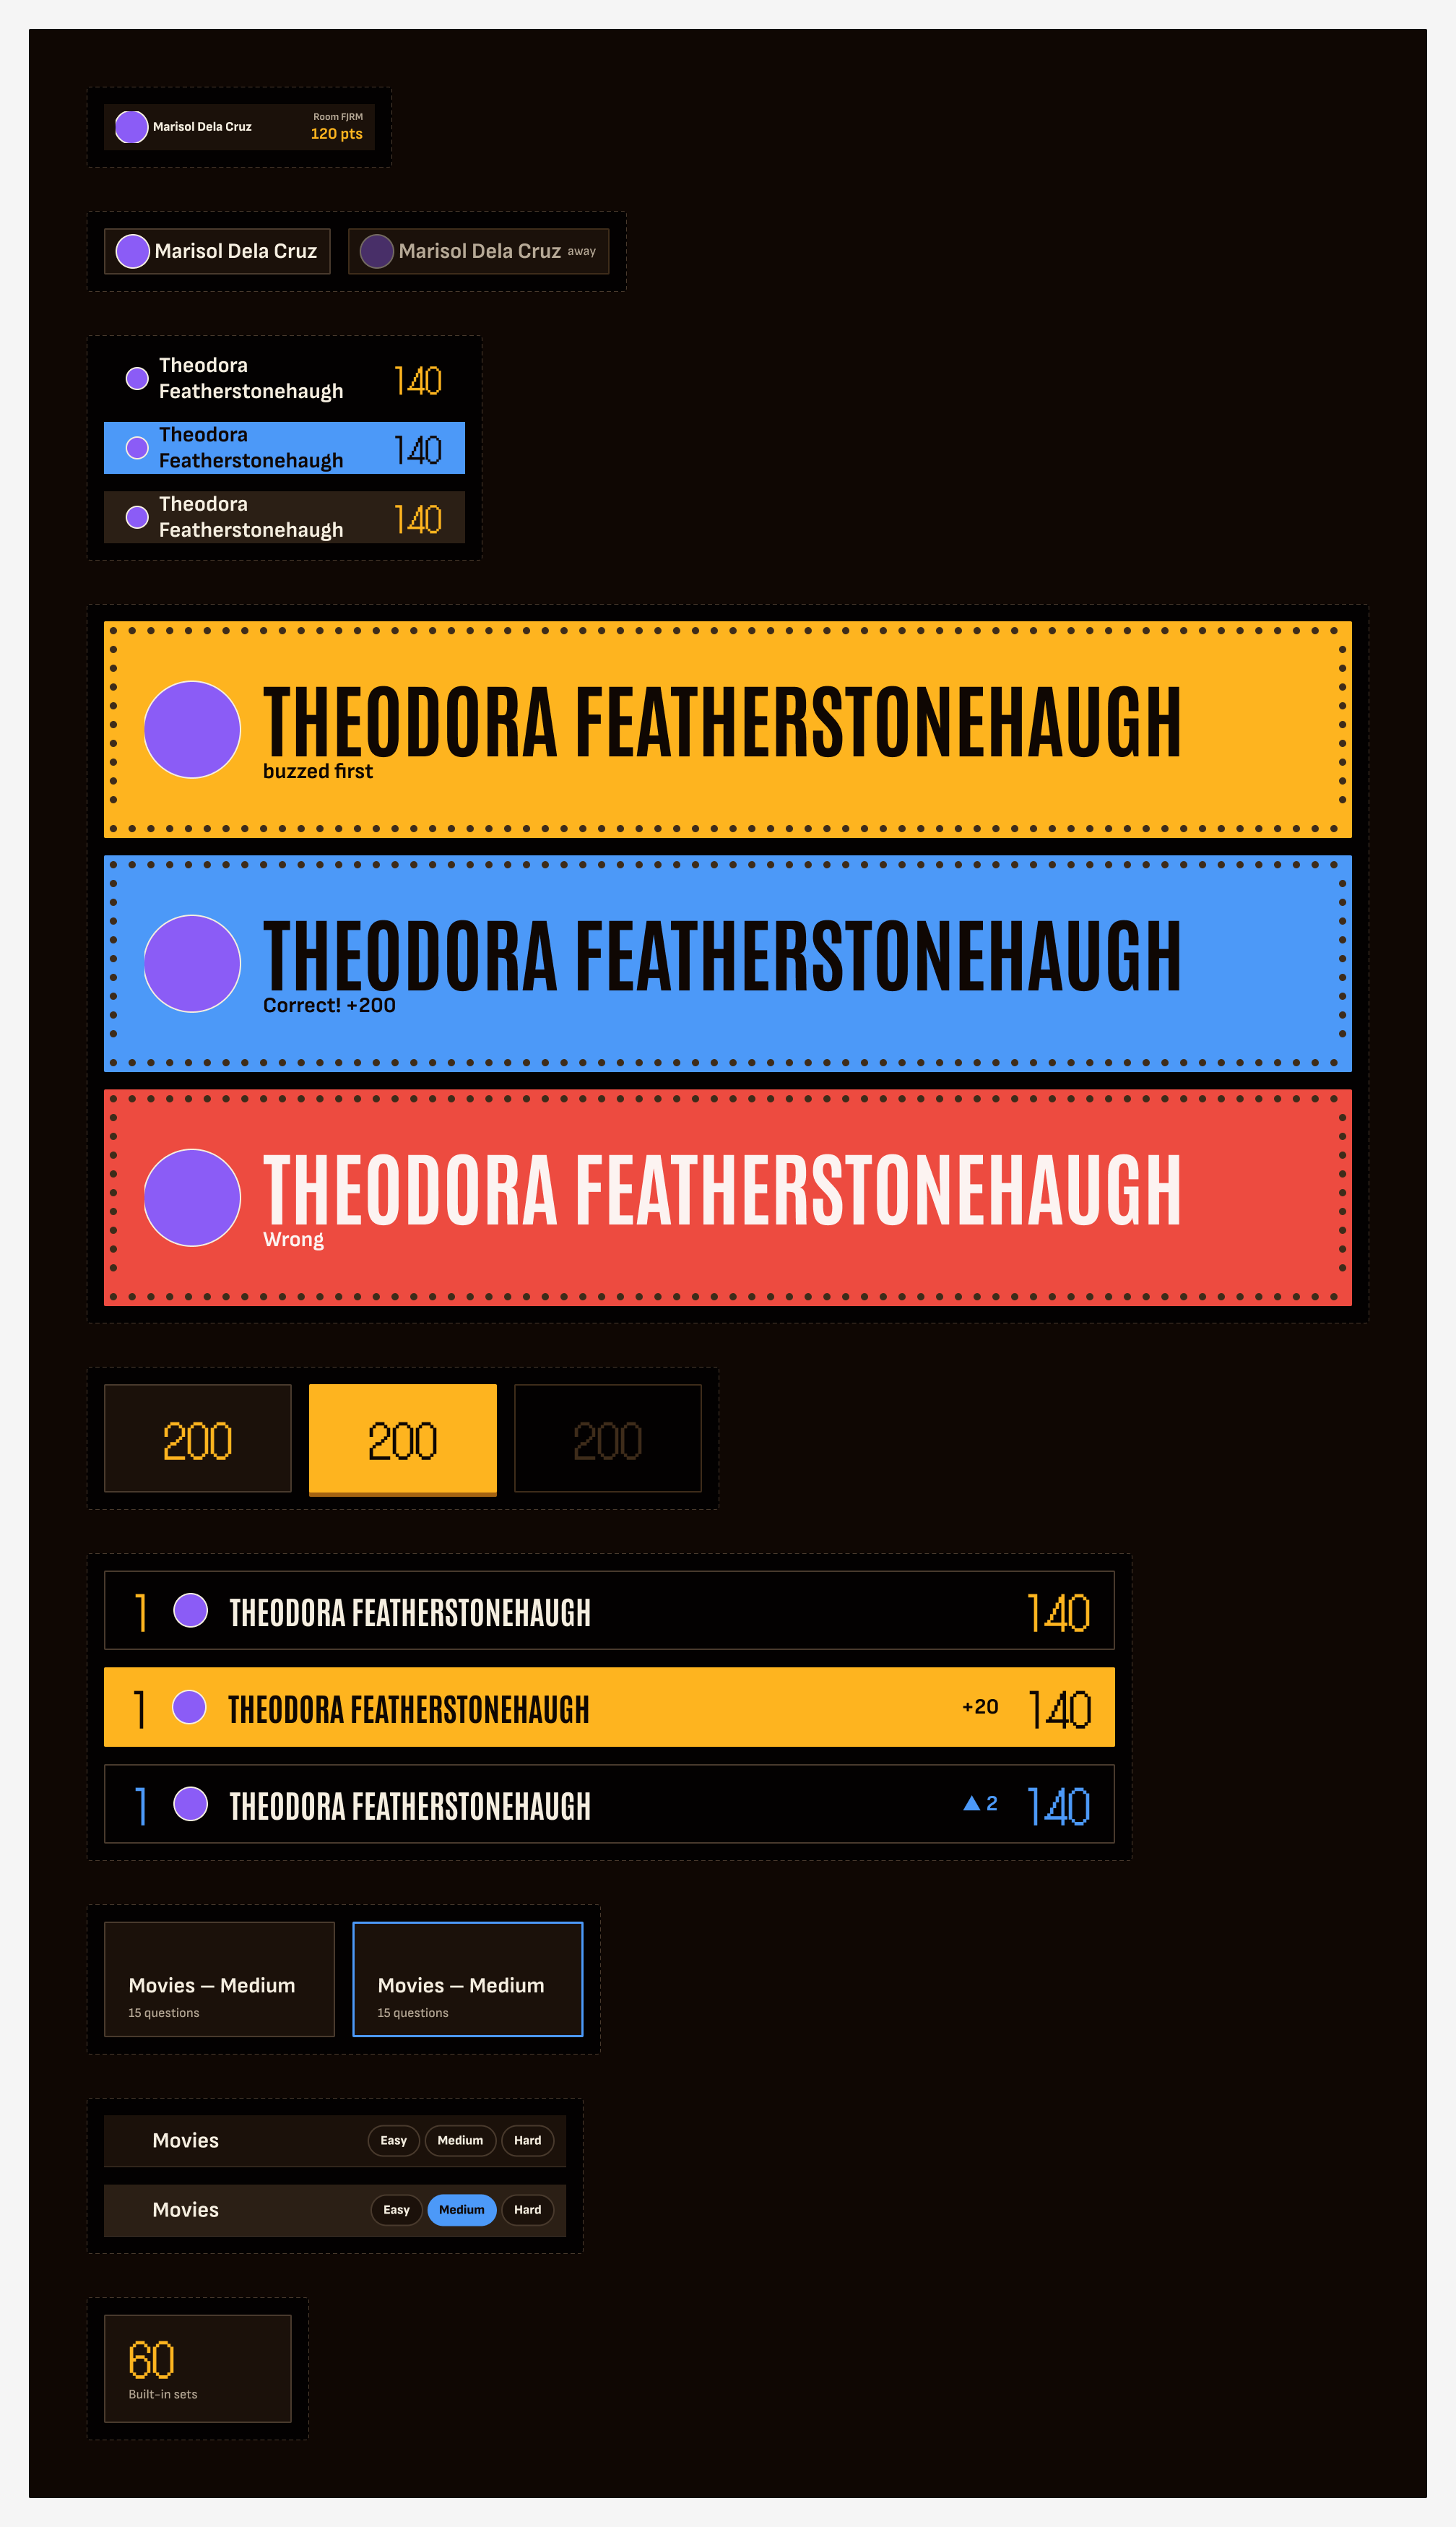 Marisol Dela Cruz
Room FJRM
120 pts
Marisol Dela Cruz
Marisol Dela Cruz away
Theodora
Featherstonehaugh
140
Theodora
Featherstonehaugh
140
Theodora
Featherstonehaugh
140
THEODORA FEATHERSTONEHAUGH
buzzed first
THEODORA FEATHERSTONEHAUGH
Correct! +200
THEODORA FEATHERSTONEHAUGH
Wrong
200
200
200
1 THEODORA FEATHERSTONEHAUGH 140
1 THEODORA FEATHERSTONEHAUGH +20 140
1 THEODORA FEATHERSTONEHAUGH ▲ 2 140
Movies – Medium
15 questions
Movies – Medium
15 questions
Movies Easy Medium Hard
Movies Easy Medium Hard
60
Built-in sets